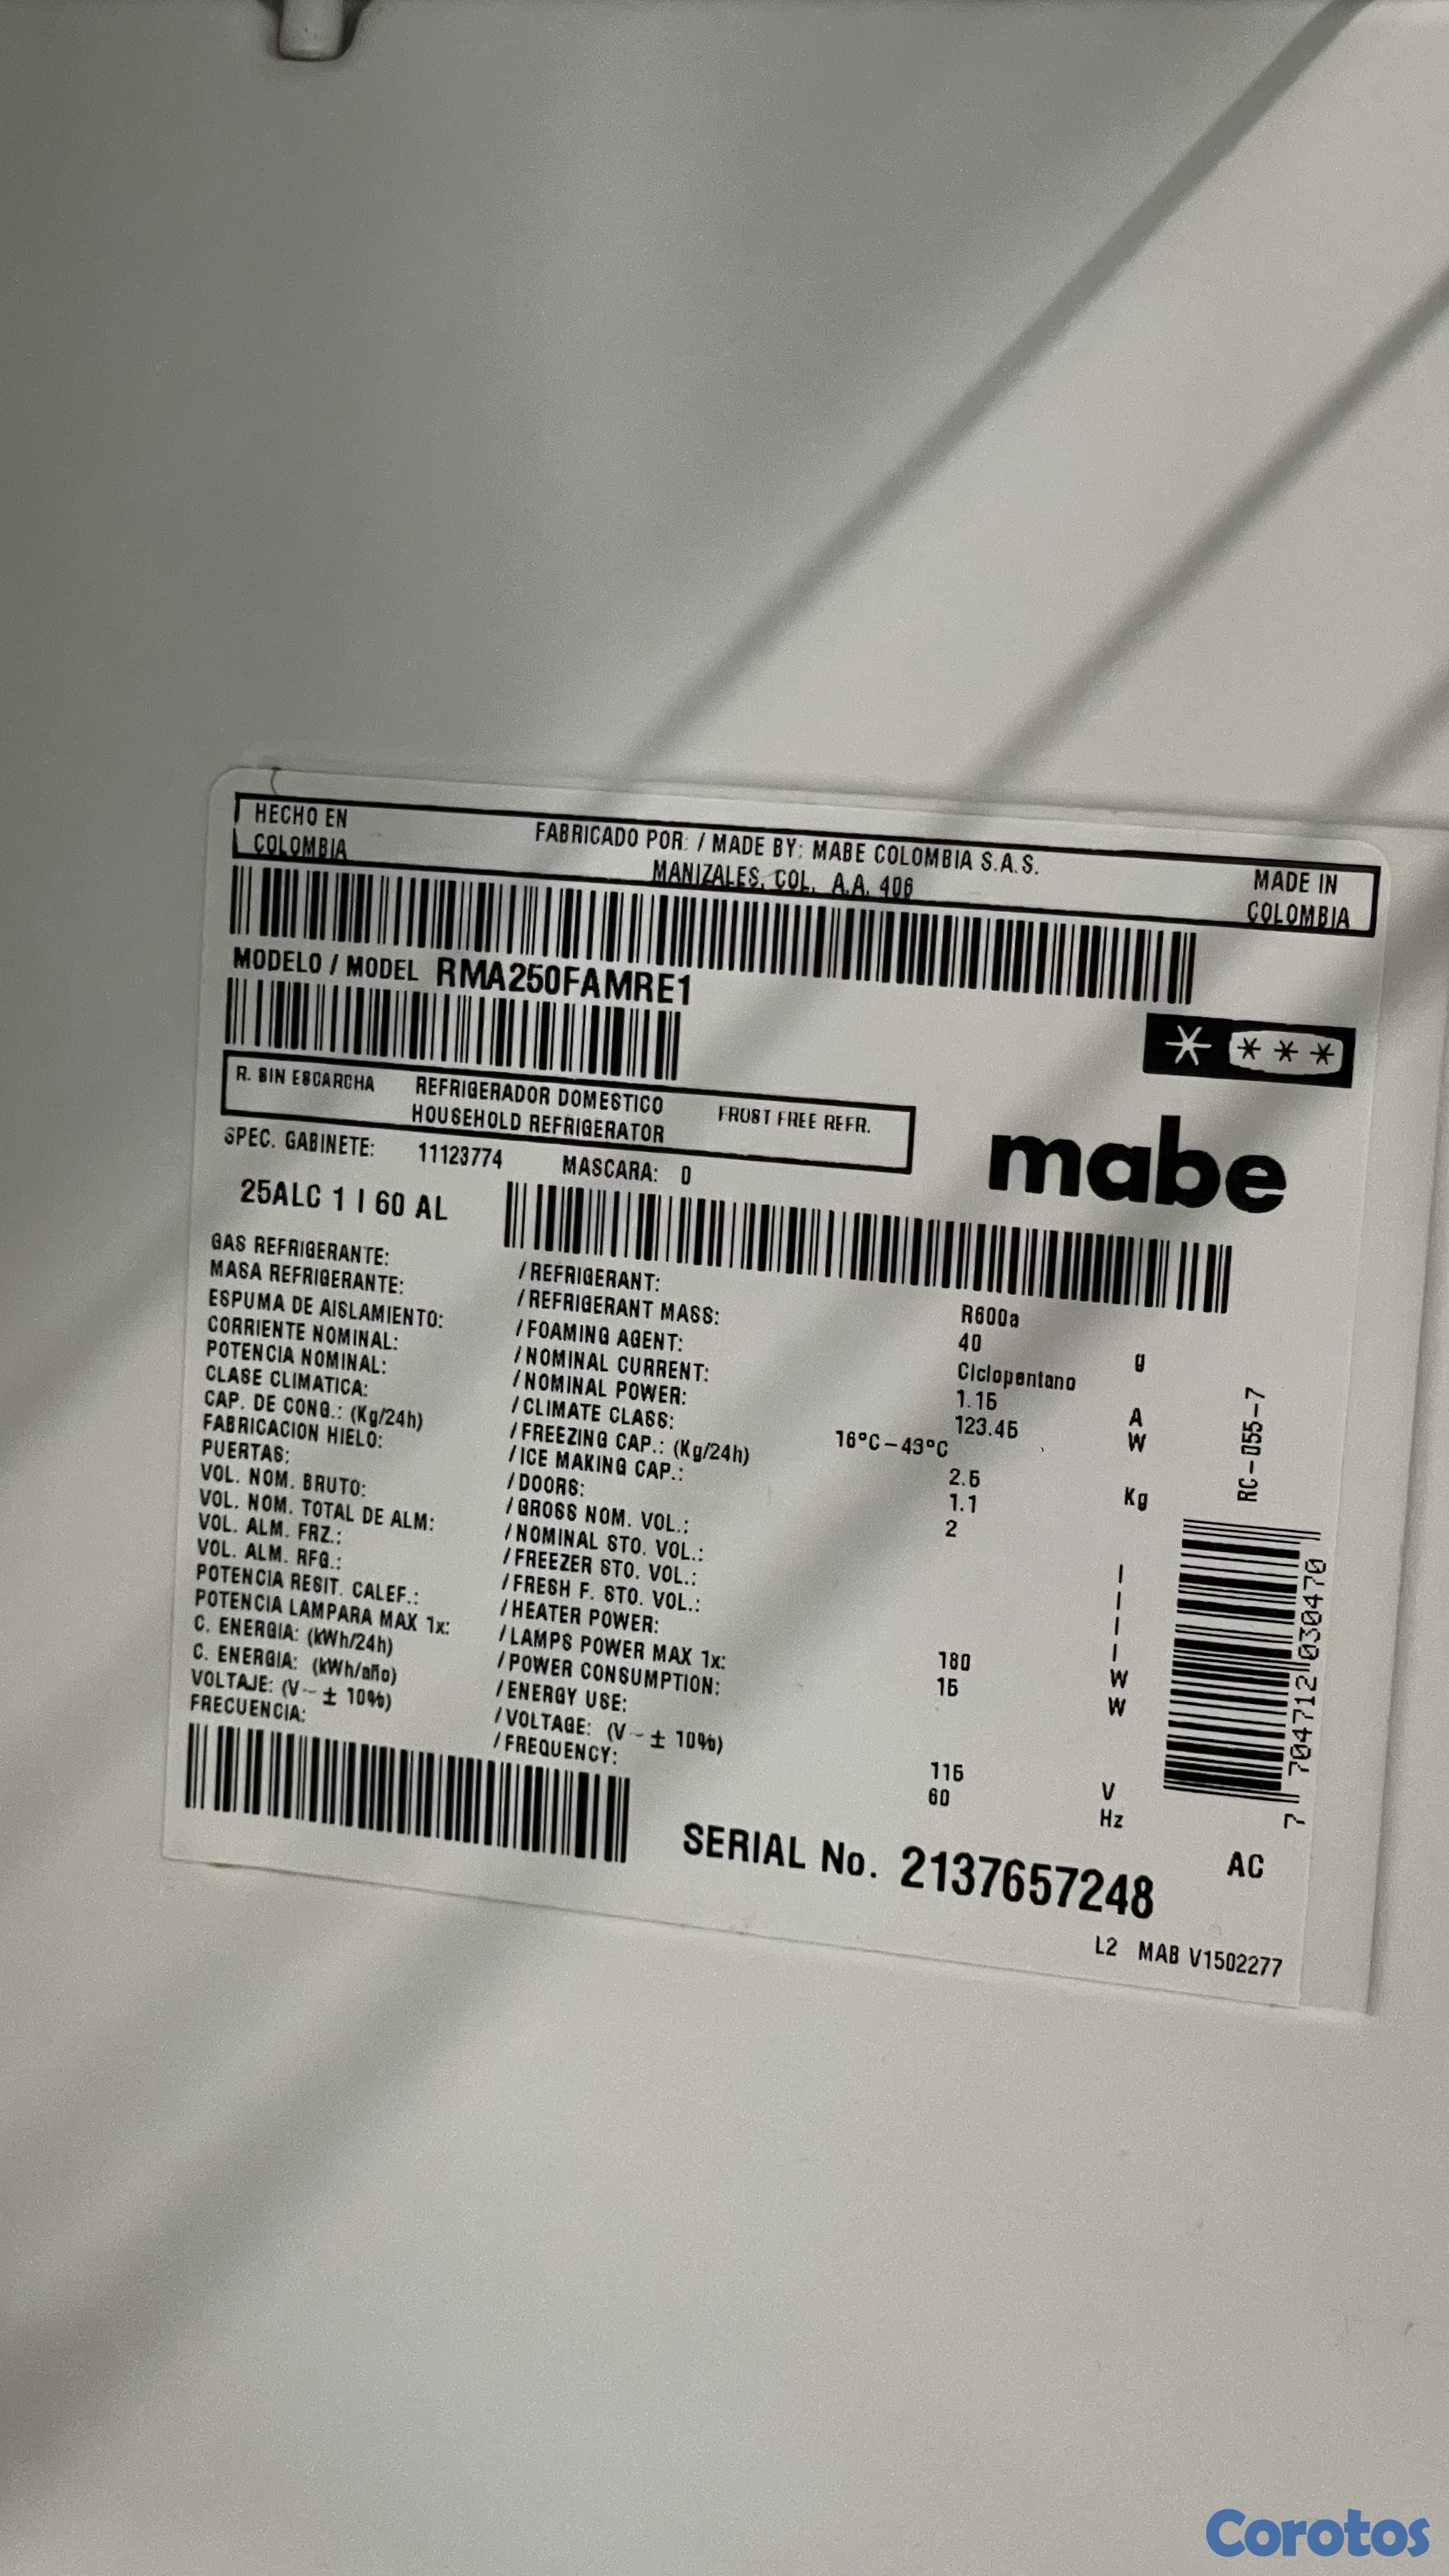 HECHO EN
COLOMBIA
FABRICADO POR: / MADE BY: MABE COLOMBIA S.A.S.
MANIZALES, COL. A.A. 406
MADE IN
COLOMBIA
MODELO / MODEL RMA250FAMRE1
R. SIN ESCARCHA
REFRIGERADOR DOMESTICO
HOUSEHOLD REFRIGERATOR
FROST FREE REFR.
mabe
SPEC. GABINETE: 11123774 MASCARA: 0
25ALC 1 I 60 AL
GAS REFRIGERANTE: / REFRIGERANT: R600a
MASA REFRIGERANTE: / REFRIGERANT MASS: 40 g
ESPUMA DE AISLAMIENTO: / FOAMING AGENT: Ciclopentano
CORRIENTE NOMINAL: / NOMINAL CURRENT: 1.15 A
POTENCIA NOMINAL: / NOMINAL POWER: 123.45 W
CLASE CLIMATICA: / CLIMATE CLASS: 16°C-43°C
CAP. DE CONG.: (Kg/24h) / FREEZING CAP.: (Kg/24h) 2.5
FABRICACION HIELO: / ICE MAKING CAP.: 1.1 Kg
PUERTAS: / DOORS: 2
VOL. NOM. BRUTO: / GROSS NOM. VOL.: l
VOL. NOM. TOTAL DE ALM: / NOMINAL STO. VOL.: l
VOL. ALM. FRZ.: / FREEZER STO. VOL.: l
VOL. ALM. RFG.: / FRESH F. STO. VOL.: l
POTENCIA RESIT. CALEF.: / HEATER POWER: 180 W
POTENCIA LAMPARA MAX 1x: / LAMPS POWER MAX 1x: 15 W
C. ENERGIA: (kWh/24h) / POWER CONSUMPTION:
C. ENERGIA: (kWh/año) / ENERGY USE:
VOLTAJE: (V~ ± 10%) / VOLTAGE: (V~ ± 10%) 115 V
FRECUENCIA: / FREQUENCY: 60 Hz
RC-055-7
7 704712 030470
SERIAL No. 2137657248
AC
L2 MAB V1502277
Corotos